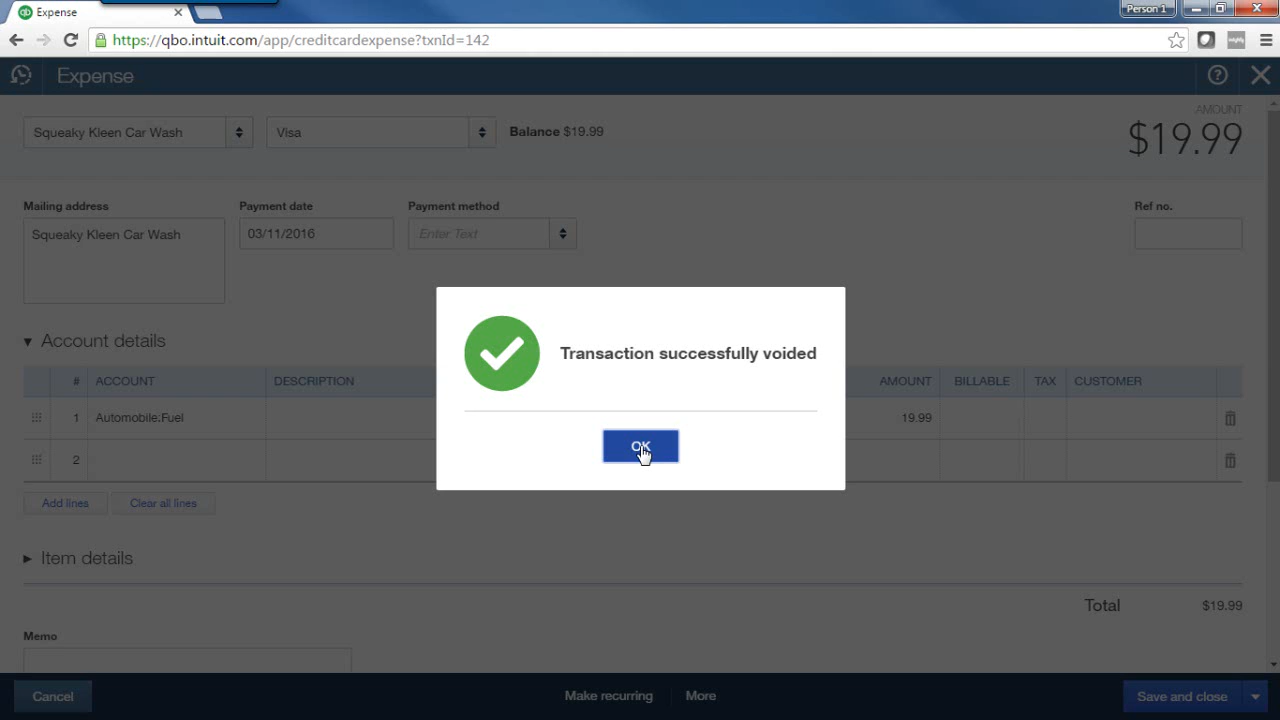 Expense
Person 1
https://qbo.intuit.com/app/creditcardexpense?txnId=142
Expense
AMOUNT
Squeaky Kleen Car Wash
Visa
Balance $19.99
$19.99
Mailing address
Payment date
Payment method
Ref no.
Squeaky Kleen Car Wash
03/11/2016
Enter Text
Account details
Transaction successfully voided
# ACCOUNT DESCRIPTION AMOUNT BILLABLE TAX CUSTOMER
1 Automobile:Fuel 19.99
OK
2
Add lines
Clear all lines
Item details
Total $19.99
Memo
Cancel
Make recurring
More
Save and close